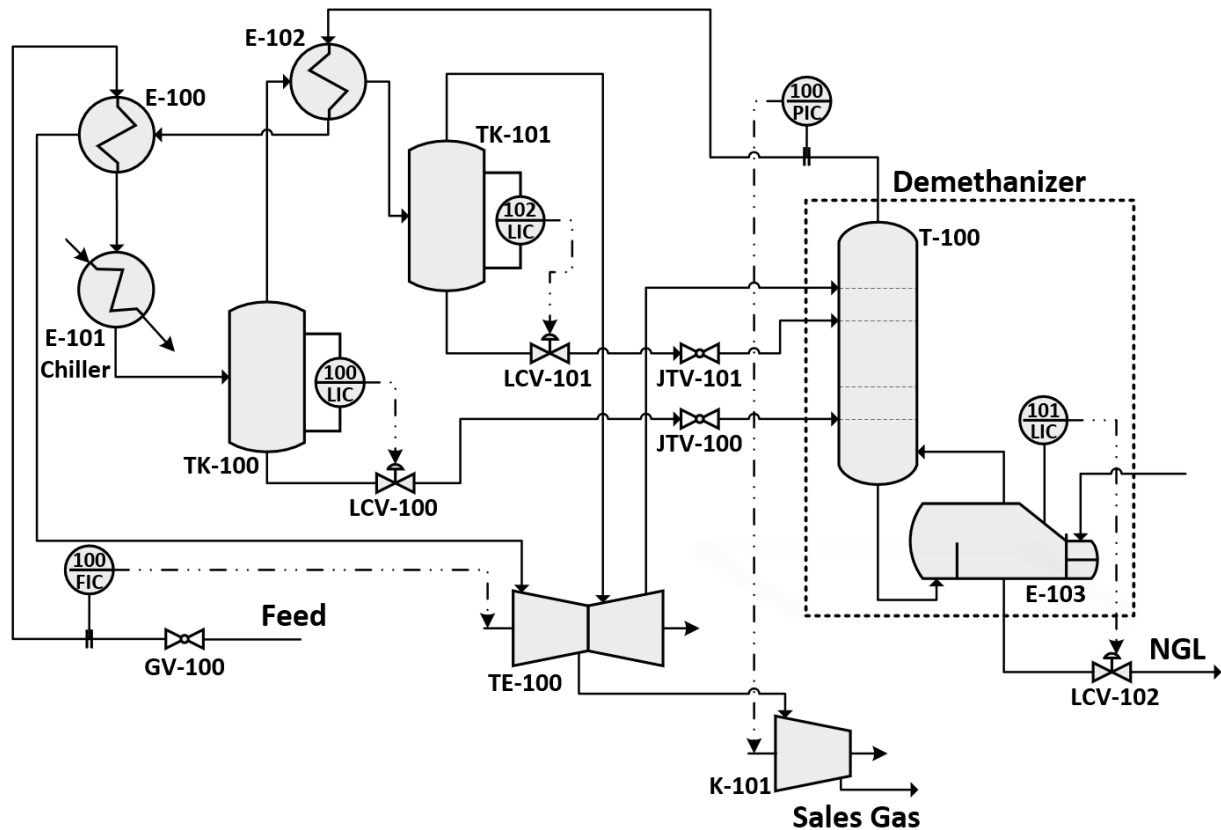 E-102
E-100
100
PIC
TK-101
Demethanizer
102
LIC
T-100
E-101
Chiller
100
LIC
LCV-101
JTV-101
101
LIC
TK-100
JTV-100
LCV-100
100
FIC
Feed
E-103
GV-100
TE-100
NGL
LCV-102
K-101
Sales Gas